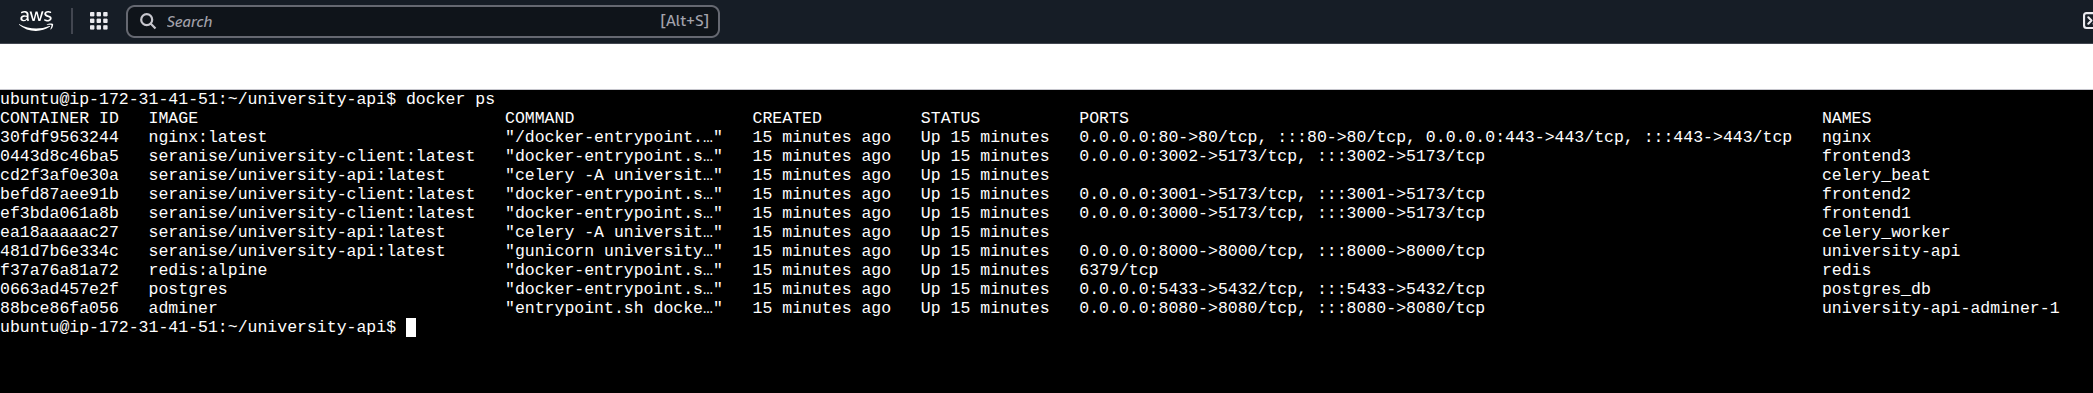 aws Search [Alt+S]
ubuntu@ip-172-31-41-51:~/university-api$ docker ps
CONTAINER ID   IMAGE                               COMMAND                  CREATED          STATUS          PORTS                                                                      NAMES
30fdf9563244   nginx:latest                        "/docker-entrypoint.…"   15 minutes ago   Up 15 minutes   0.0.0.0:80->80/tcp, :::80->80/tcp, 0.0.0.0:443->443/tcp, :::443->443/tcp   nginx
0443d8c46ba5   seranise/university-client:latest   "docker-entrypoint.s…"   15 minutes ago   Up 15 minutes   0.0.0.0:3002->5173/tcp, :::3002->5173/tcp                                  frontend3
cd2f3af0e30a   seranise/university-api:latest      "celery -A universit…"   15 minutes ago   Up 15 minutes                                                                              celery_beat
befd87aee91b   seranise/university-client:latest   "docker-entrypoint.s…"   15 minutes ago   Up 15 minutes   0.0.0.0:3001->5173/tcp, :::3001->5173/tcp                                  frontend2
ef3bda061a8b   seranise/university-client:latest   "docker-entrypoint.s…"   15 minutes ago   Up 15 minutes   0.0.0.0:3000->5173/tcp, :::3000->5173/tcp                                  frontend1
ea18aaaaac27   seranise/university-api:latest      "celery -A universit…"   15 minutes ago   Up 15 minutes                                                                              celery_worker
481d7b6e334c   seranise/university-api:latest      "gunicorn university…"   15 minutes ago   Up 15 minutes   0.0.0.0:8000->8000/tcp, :::8000->8000/tcp                                  university-api
f37a76a81a72   redis:alpine                        "docker-entrypoint.s…"   15 minutes ago   Up 15 minutes   6379/tcp                                                                   redis
0663ad457e2f   postgres                            "docker-entrypoint.s…"   15 minutes ago   Up 15 minutes   0.0.0.0:5433->5432/tcp, :::5433->5432/tcp                                  postgres_db
88bce86fa056   adminer                             "entrypoint.sh docke…"   15 minutes ago   Up 15 minutes   0.0.0.0:8080->8080/tcp, :::8080->8080/tcp                                  university-api-adminer-1
ubuntu@ip-172-31-41-51:~/university-api$